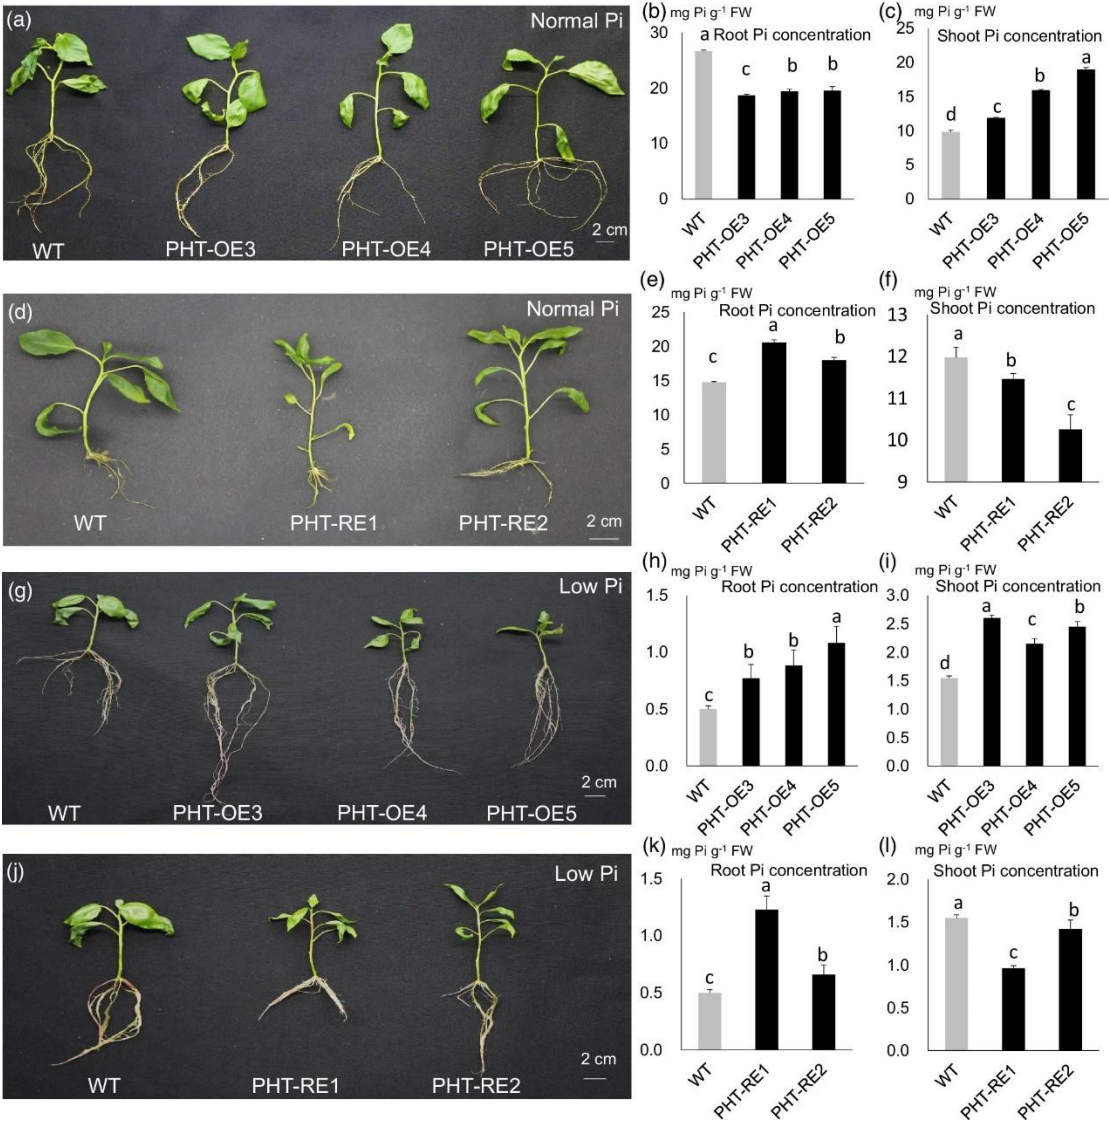 (a)
Normal Pi
WT
PHT-OE3
PHT-OE4
PHT-OE5
2 cm
(b)
mg Pi g⁻¹ FW
Root Pi concentration
30
20
10
0
a
c
b
b
WT
PHT-OE3
PHT-OE4
PHT-OE5
(c)
mg Pi g⁻¹ FW
Shoot Pi concentration
25
20
15
10
5
0
d
c
b
a
WT
PHT-OE3
PHT-OE4
PHT-OE5
(d)
Normal Pi
WT
PHT-RE1
PHT-RE2
2 cm
(e)
mg Pi g⁻¹ FW
Root Pi concentration
25
20
15
10
5
0
c
a
b
WT
PHT-RE1
PHT-RE2
(f)
mg Pi g⁻¹ FW
Shoot Pi concentration
13
12
11
10
9
a
b
c
WT
PHT-RE1
PHT-RE2
(g)
Low Pi
WT
PHT-OE3
PHT-OE4
PHT-OE5
2 cm
(h)
mg Pi g⁻¹ FW
Root Pi concentration
1.5
1.0
0.5
0.0
c
b
b
a
WT
PHT-OE3
PHT-OE4
PHT-OE5
(i)
mg Pi g⁻¹ FW
Shoot Pi concentration
3.0
2.5
2.0
1.5
1.0
0.5
0.0
d
a
c
b
WT
PHT-OE3
PHT-OE4
PHT-OE5
(j)
Low Pi
WT
PHT-RE1
PHT-RE2
2 cm
(k)
mg Pi g⁻¹ FW
Root Pi concentration
1.5
1.0
0.5
0.0
c
a
b
WT
PHT-RE1
PHT-RE2
(l)
mg Pi g⁻¹ FW
Shoot Pi concentration
2.0
1.5
1.0
0.5
0.0
a
c
b
WT
PHT-RE1
PHT-RE2